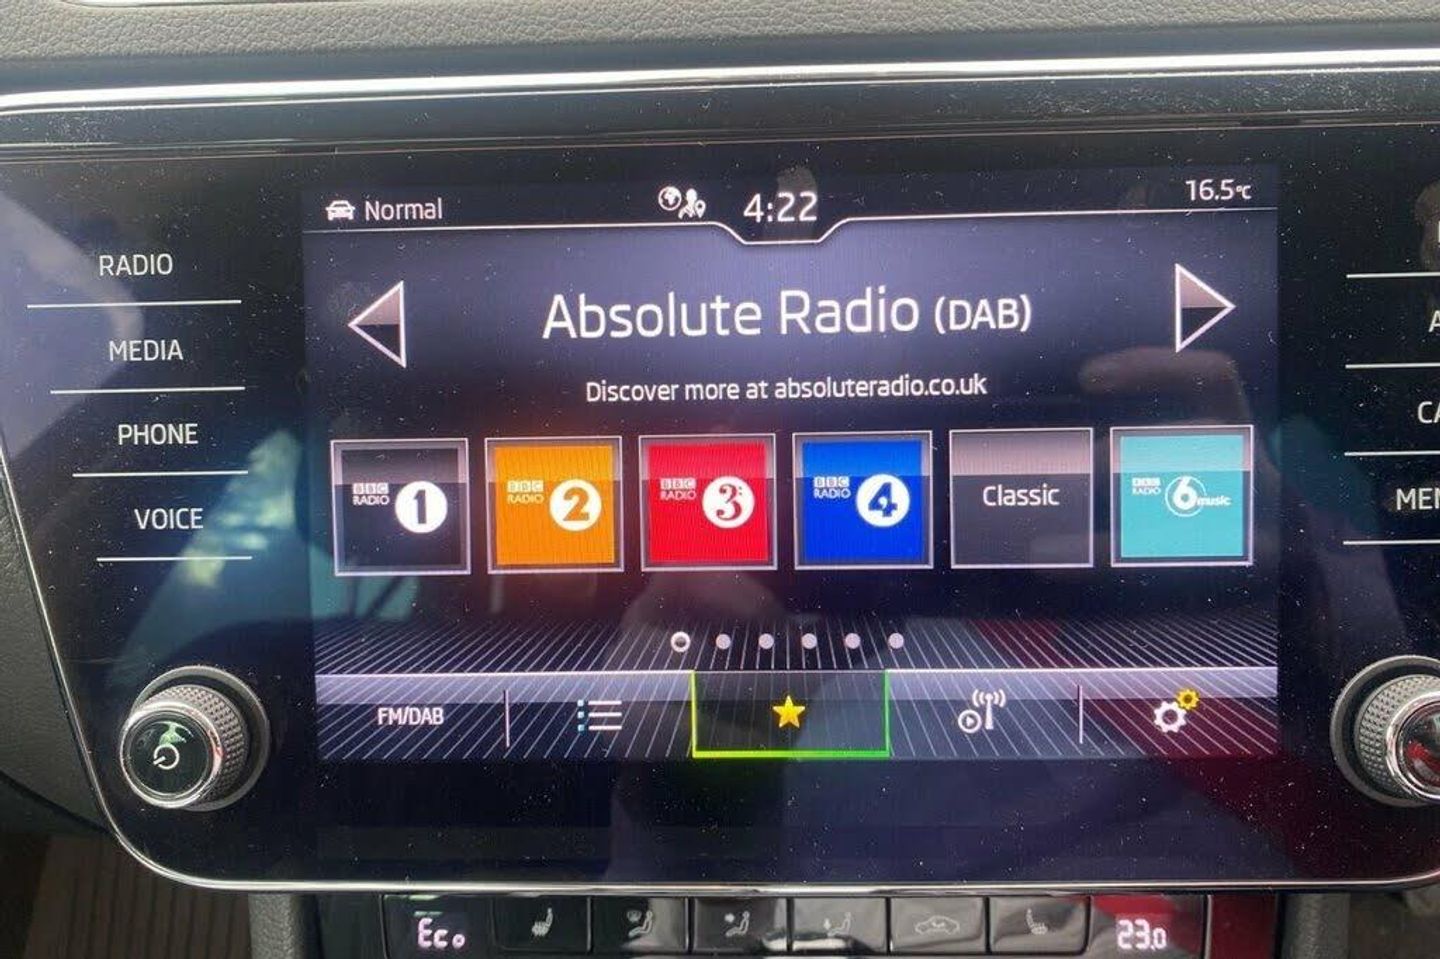 Normal
4:22
16.5°C
RADIO
MEDIA
PHONE
VOICE
Absolute Radio (DAB)
Discover more at absoluteradio.co.uk
BBC RADIO 1
BBC RADIO 2
BBC RADIO 3
BBC RADIO 4
Classic
BBC RADIO 6 music
FM/DAB
Eco
23.0